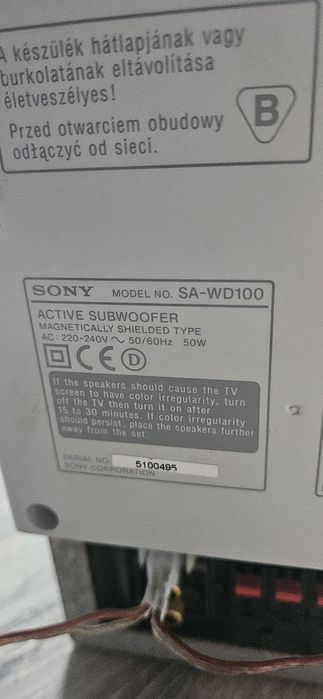 A készülék hátlapjának vagy
burkolatának eltávolítása
életveszélyes!
Przed otwarciem obudowy
odłączyć od sieci.
B
SONY MODEL NO. SA-WD100
ACTIVE SUBWOOFER
MAGNETICALLY SHIELDED TYPE
AC: 220-240V ~ 50/60Hz 50W
CE D
If the speakers should cause the TV
screen to have color irregularity, turn
off the TV then turn it on after
15 to 30 minutes. If color irregularity
should persist, place the speakers further
away from the set.
SERIAL NO. 5100495
SONY CORPORATION